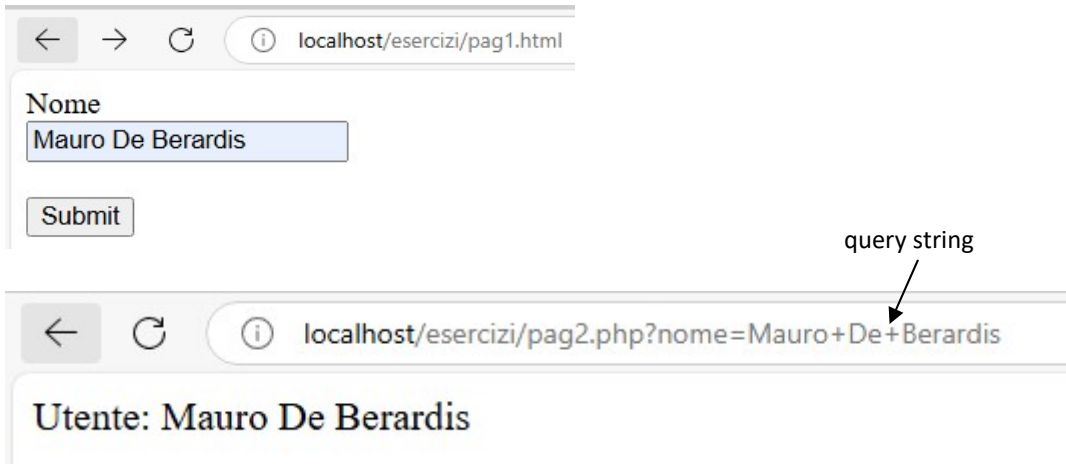 localhost/esercizi/pag1.html
Nome
Mauro De Berardis
Submit
query string
localhost/esercizi/pag2.php?nome=Mauro+De+Berardis
Utente: Mauro De Berardis